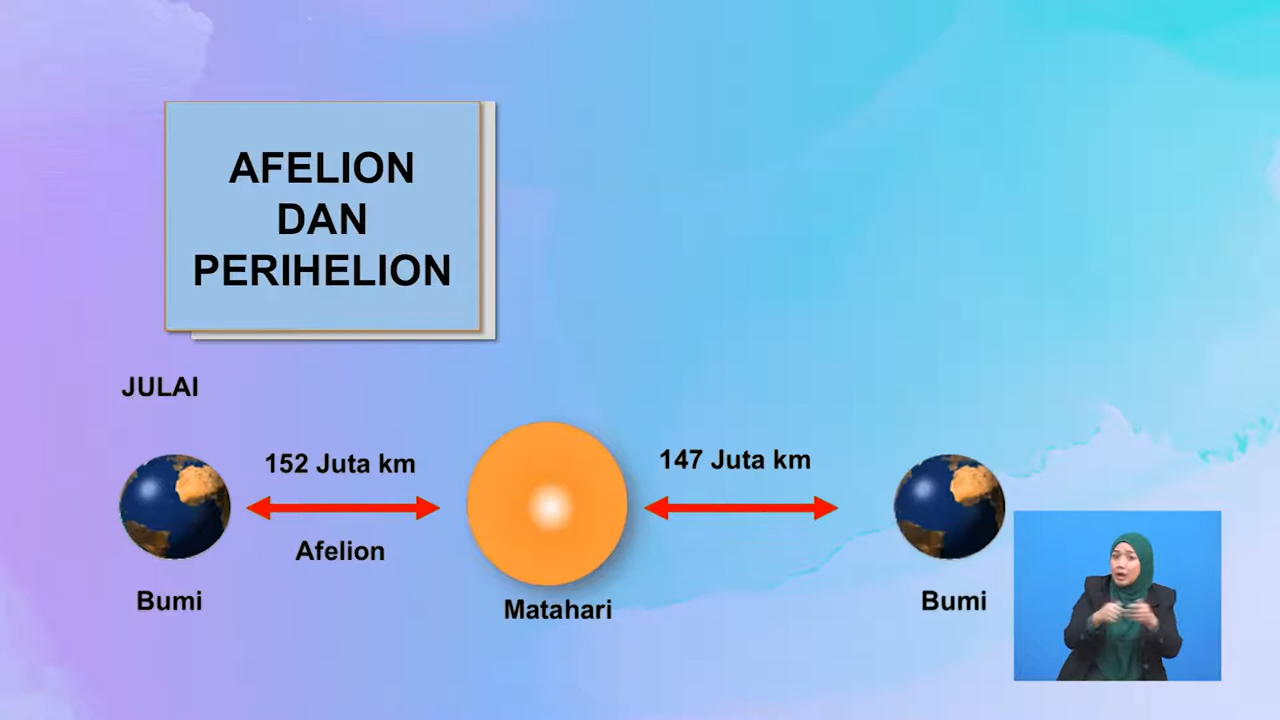 AFELION
DAN
PERIHELION
JULAI
152 Juta km
147 Juta km
Afelion
Bumi
Matahari
Bumi